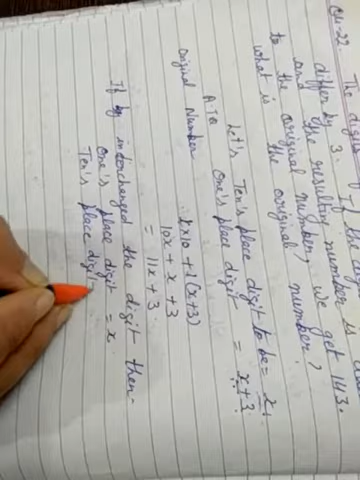 Qu-22 The digits
differ by 3. If the
and the resulting number is
to the original number, we get 143.
what is the original number?
Let's Ten's place digit to be = x
A.T.Q one's place digit = x+3
Original Number x×10 + 1(x+3)
10x + x + 3
= 11x + 3
If by interchanged the digit then-
one's place digit = x
Ten's place digit